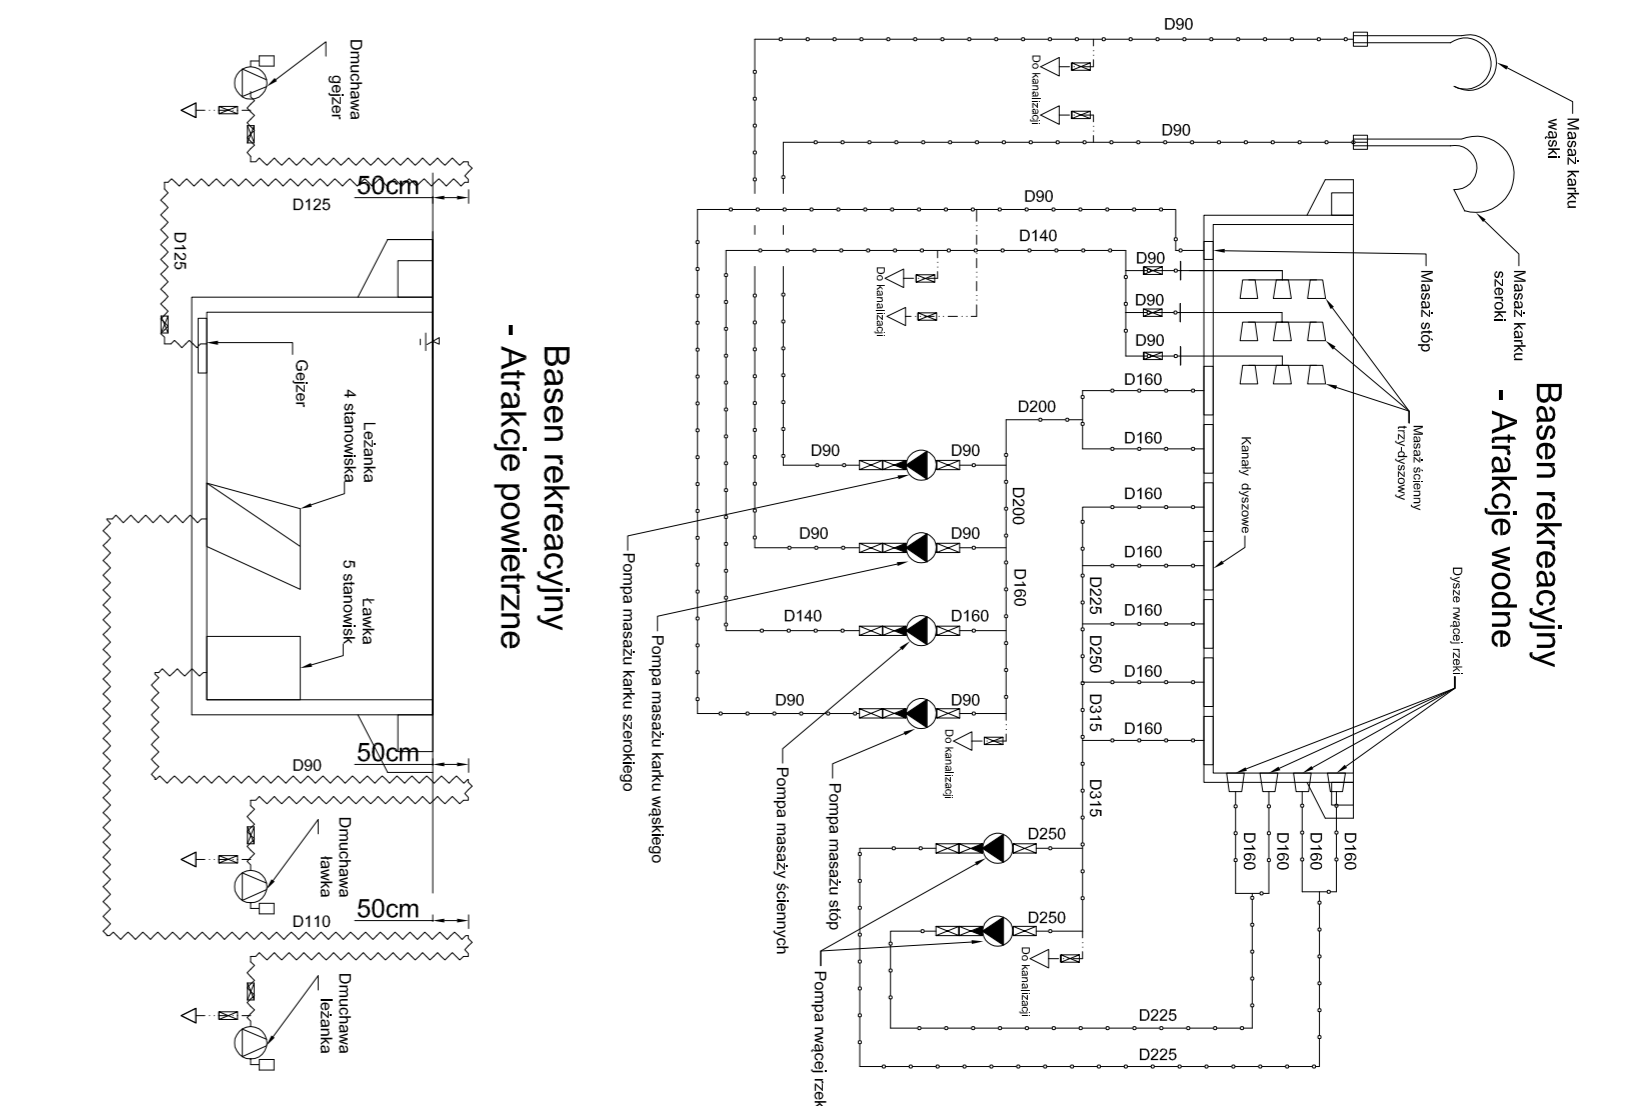 Basen rekreacyjny
- Atrakcje wodne
Masaż karku
wąski
Masaż karku
szeroki
Masaż stóp
Masaż ścienny
trzy-dyszowy
Kanały dyszowe
Dysze rwącej rzeki
D90
D90
D90
D140
D90
D90
D90
Do kanalizacji
Do kanalizacji
D160
D160
D160
D160
D160
D160
D160
D200
D200
D160
D90
D90
D90
D90
D140
D160
D90
D90
D225
D250
D315
D315
D250
D250
D160
D160
D160
D160
D225
D225
Do kanalizacji
Do kanalizacji
Pompa masażu karku szerokiego
Pompa masażu karku wąskiego
Pompa masaży ściennych
Pompa masażu stóp
Pompa rwącej rzek
Basen rekreacyjny
- Atrakcje powietrzne
Dmuchawa
gejzer
50cm
D125
D125
Gejzer
Leżanka
4 stanowiska
Ławka
5 stanowisk
50cm
D90
Dmuchawa
ławka
50cm
D110
Dmuchawa
leżanka